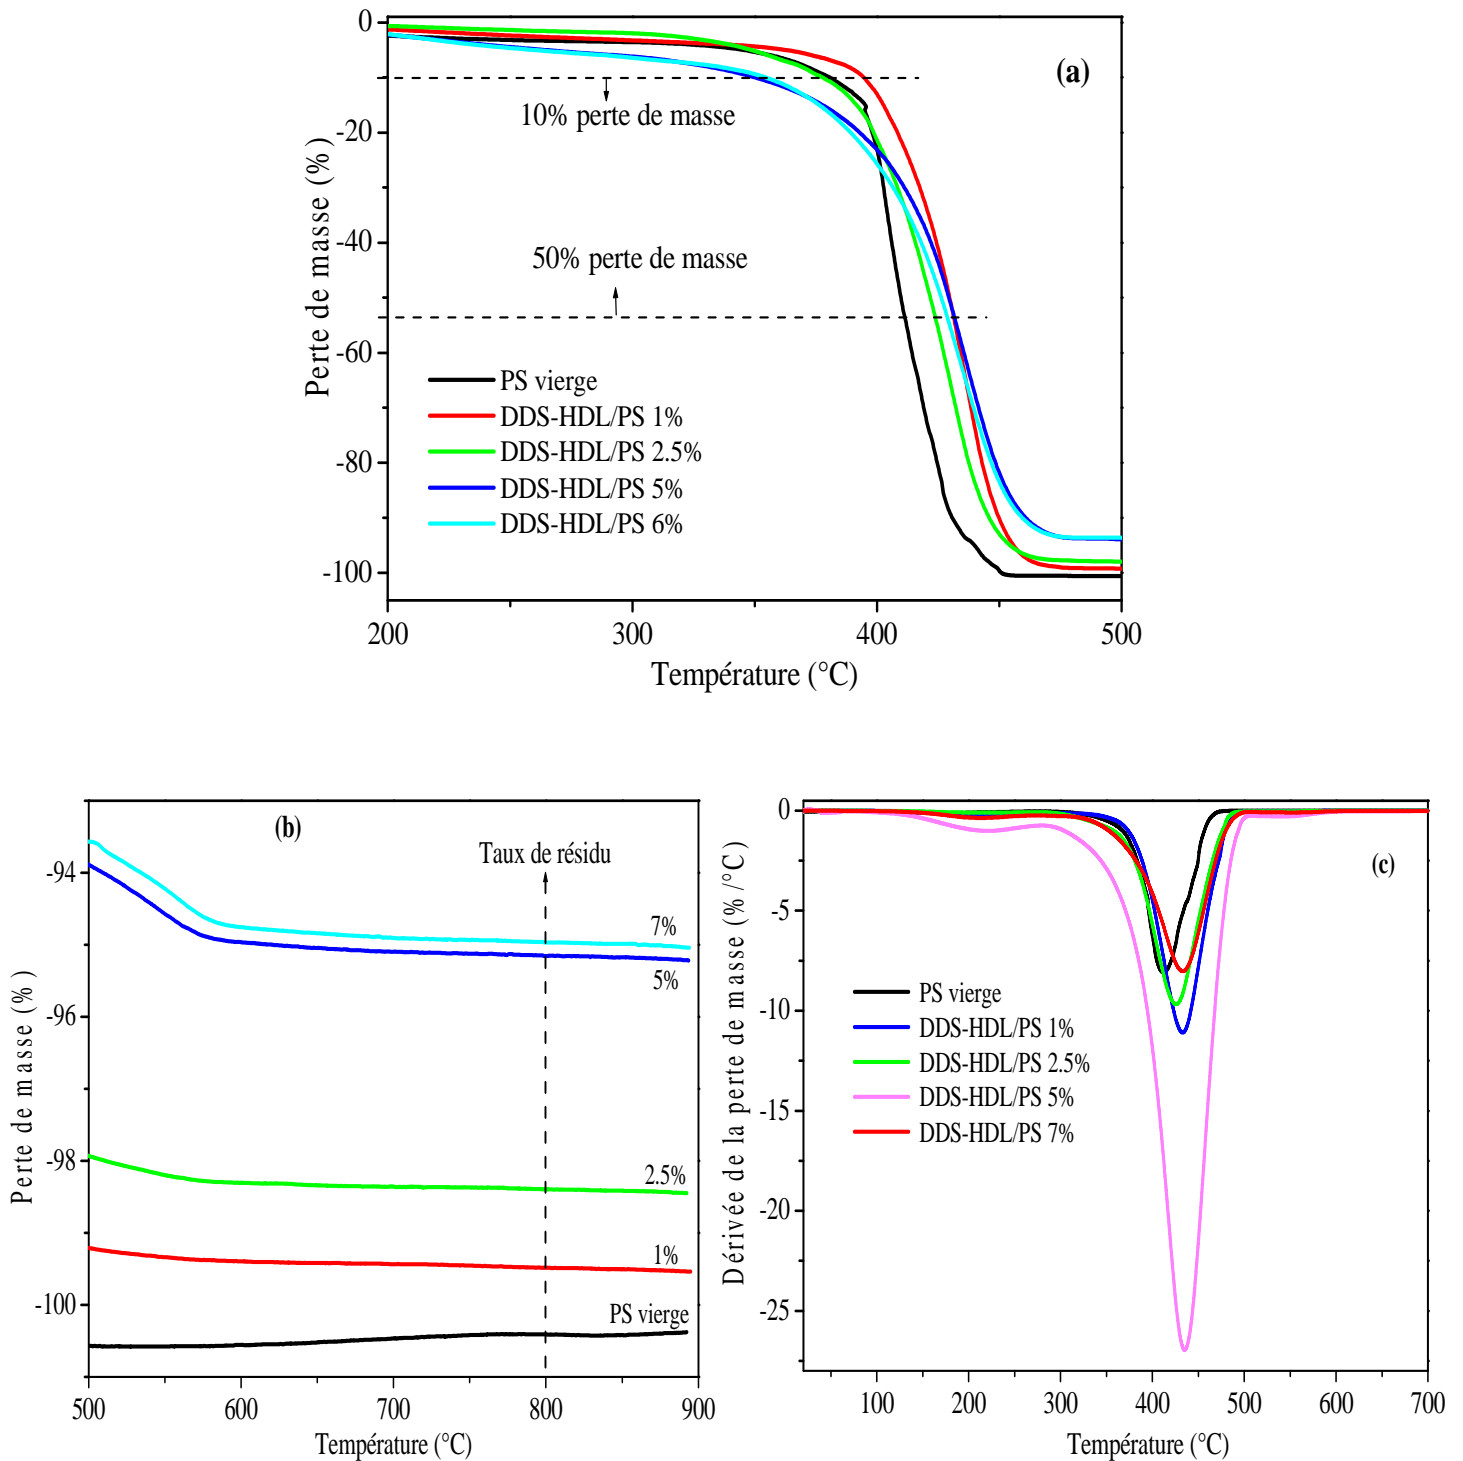 0
-20
-40
-60
-80
-100
Perte de masse (%)
(a)
10% perte de masse
50% perte de masse
PS vierge
DDS-HDL/PS 1%
DDS-HDL/PS 2.5%
DDS-HDL/PS 5%
DDS-HDL/PS 6%
200 300 400 500
Température (°C)
-94
-96
-98
-100
Perte de masse (%)
(b)
Taux de résidu
7%
5%
2.5%
1%
PS vierge
500 600 700 800 900
Température (°C)
0
-5
-10
-15
-20
-25
Dérivée de la perte de masse (%/°C)
(c)
PS vierge
DDS-HDL/PS 1%
DDS-HDL/PS 2.5%
DDS-HDL/PS 5%
DDS-HDL/PS 7%
100 200 300 400 500 600 700
Température (°C)